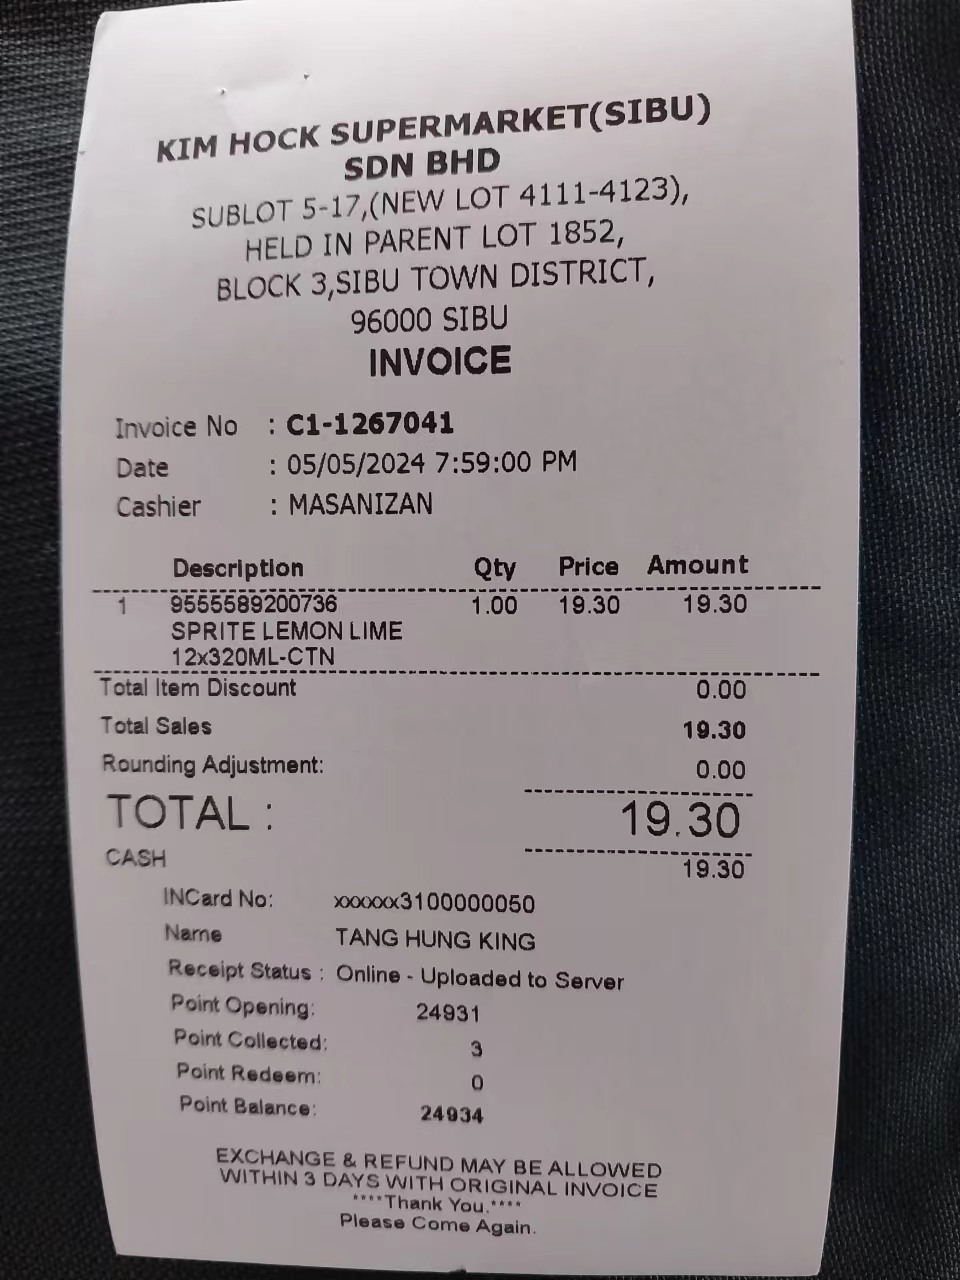 KIM HOCK SUPERMARKET(SIBU)
SDN BHD
SUBLOT 5-17,(NEW LOT 4111-4123),
HELD IN PARENT LOT 1852,
BLOCK 3,SIBU TOWN DISTRICT,
96000 SIBU
INVOICE
Invoice No : C1-1267041
Date : 05/05/2024 7:59:00 PM
Cashier : MASANIZAN
Description Qty Price Amount
1 9555589200736 1.00 19.30 19.30
SPRITE LEMON LIME
12x320ML-CTN
Total Item Discount 0.00
Total Sales 19.30
Rounding Adjustment: 0.00
TOTAL : 19.30
CASH 19.30
INCard No: xxxxxx3100000050
Name TANG HUNG KING
Receipt Status : Online - Uploaded to Server
Point Opening: 24931
Point Collected: 3
Point Redeem: 0
Point Balance: 24934
EXCHANGE & REFUND MAY BE ALLOWED
WITHIN 3 DAYS WITH ORIGINAL INVOICE
****Thank You.****
Please Come Again.